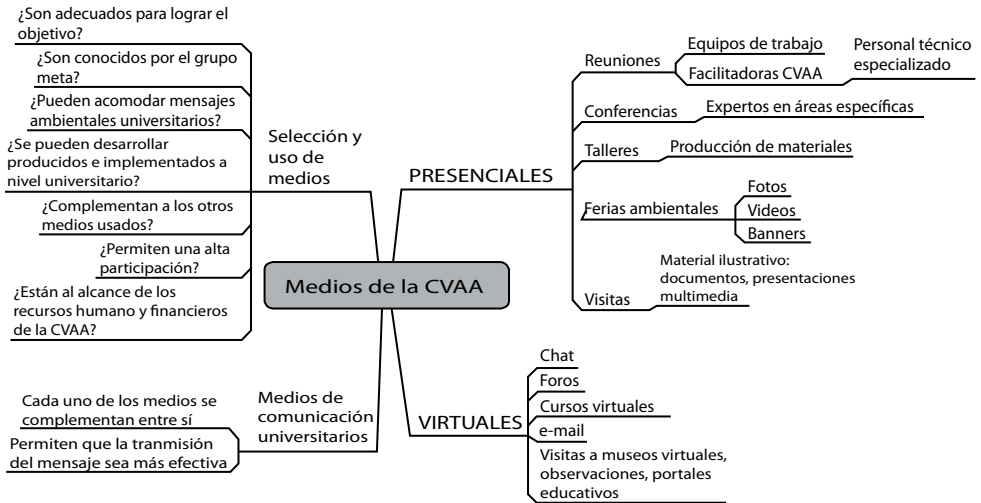 ¿Son adecuados para lograr el
objetivo?
¿Son conocidos por el grupo
meta?
¿Pueden acomodar mensajes
ambientales universitarios?
¿Se pueden desarrollar
producidos e implementados a
nivel universitario?
¿Complementan a los otros
medios usados?
¿Permiten una alta
participación?
¿Están al alcance de los
recursos humano y financieros
de la CVAA?
Selección y
uso de
medios
PRESENCIALES
Reuniones
Equipos de trabajo
Facilitadoras CVAA
Personal técnico
especializado
Conferencias
Expertos en áreas específicas
Talleres
Producción de materiales
Ferias ambientales
Fotos
Videos
Banners
Visitas
Material ilustrativo:
documentos, presentaciones
multimedia
Medios de la CVAA
Cada uno de los medios se
complementan entre sí
Permiten que la tranmisión
del mensaje sea más efectiva
Medios de
comunicación
universitarios
VIRTUALES
Chat
Foros
Cursos virtuales
e-mail
Visitas a museos virtuales,
observaciones, portales
educativos